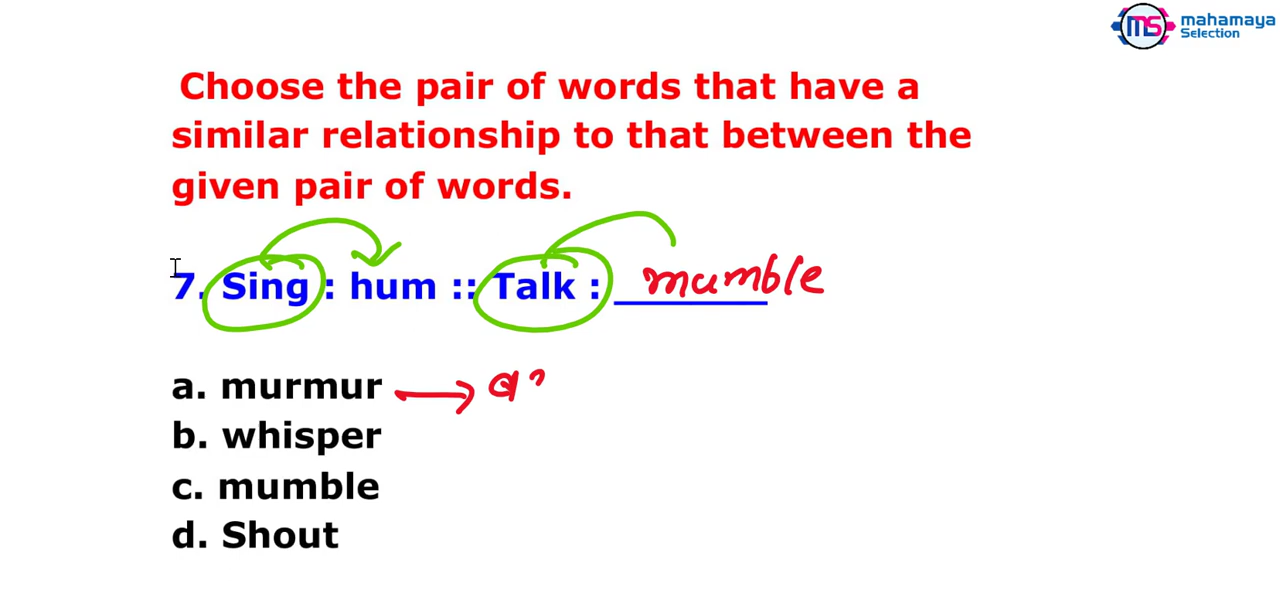 mahamaya
Selection
Choose the pair of words that have a
similar relationship to that between the
given pair of words.
7. Sing : hum :: Talk : mumble
a. murmur
b. whisper
c. mumble
d. Shout